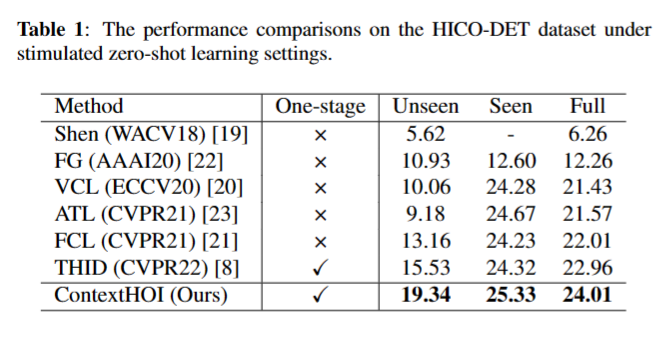 Table 1: The performance comparisons on the HICO-DET dataset under
stimulated zero-shot learning settings.
Method One-stage Unseen Seen Full
Shen (WACV18) [19] × 5.62 - 6.26
FG (AAAI20) [22] × 10.93 12.60 12.26
VCL (ECCV20) [20] × 10.06 24.28 21.43
ATL (CVPR21) [23] × 9.18 24.67 21.57
FCL (CVPR21) [21] × 13.16 24.23 22.01
THID (CVPR22) [8] ✓ 15.53 24.32 22.96
ContextHOI (Ours) ✓ 19.34 25.33 24.01